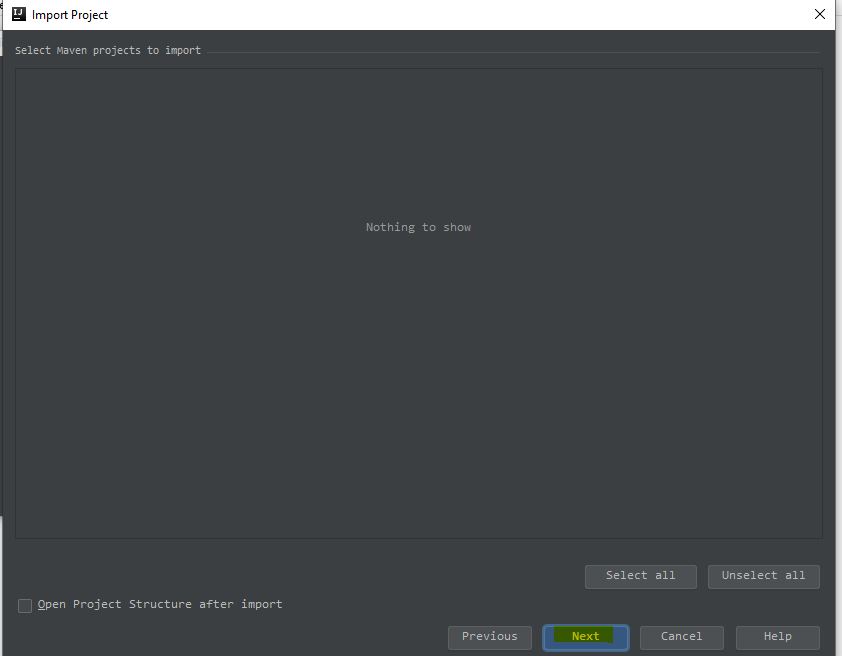 IJ Import Project
Select Maven projects to import
Nothing to show
Select all Unselect all
Open Project Structure after import
Previous Next Cancel Help